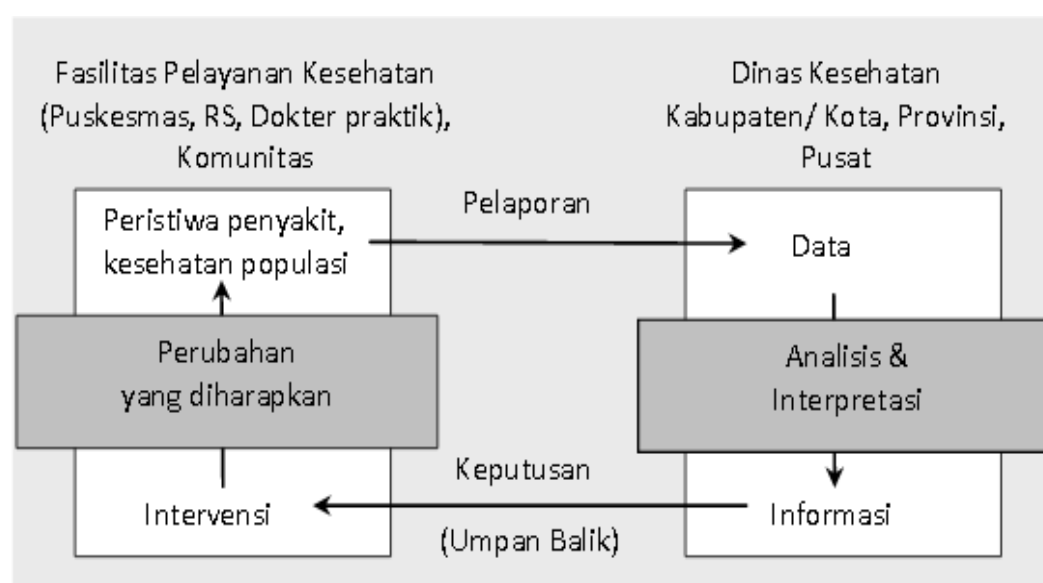 Fasilitas Pelayanan Kesehatan
(Puskesmas, RS, Dokter praktik),
Komunitas
Dinas Kesehatan
Kabupaten/ Kota, Provinsi,
Pusat
Peristiwa penyakit,
kesehatan populasi
Pelaporan
Data
Perubahan
yang diharapkan
Analisis &
Interpretasi
Intervensi
Keputusan
(Umpan Balik)
Informasi